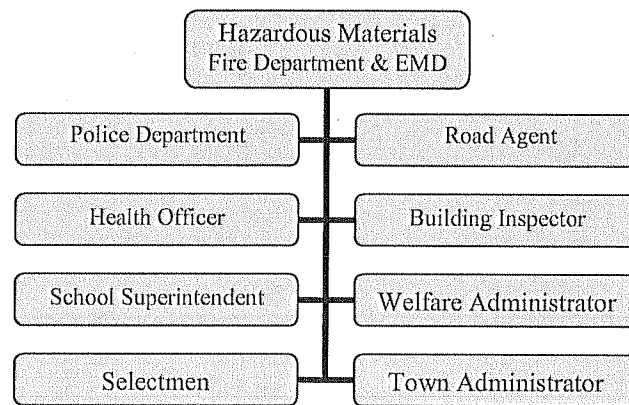 Hazardous Materials
Fire Department & EMD
Police Department
Road Agent
Health Officer
Building Inspector
School Superintendent
Welfare Administrator
Selectmen
Town Administrator